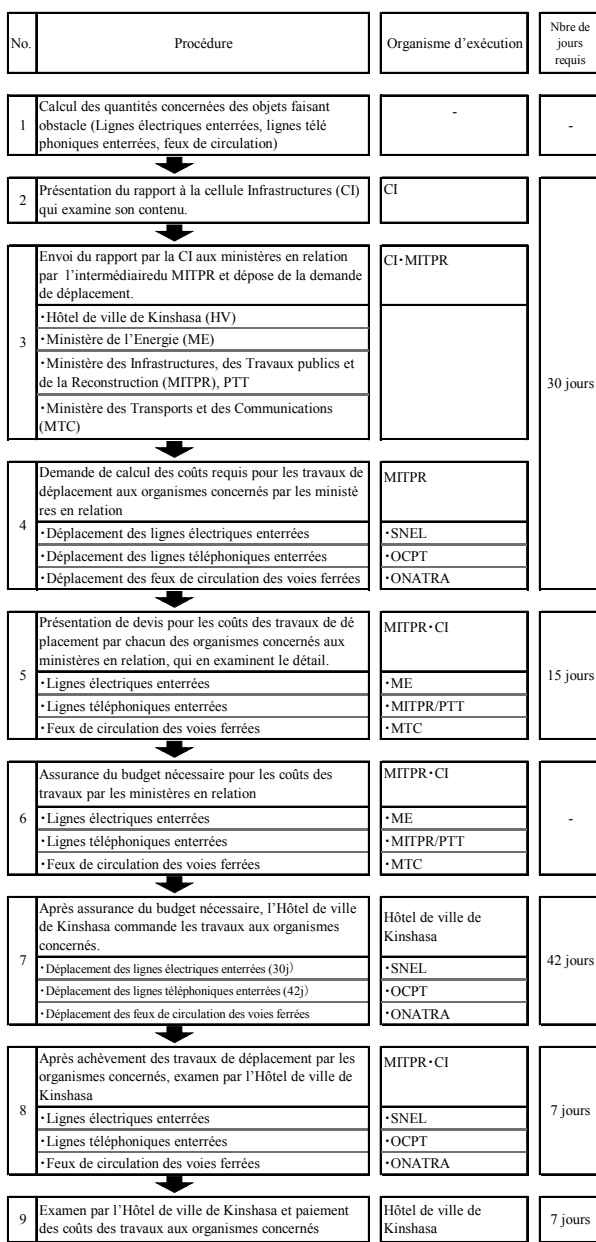 No.
Procédure
Organisme d’exécution
Nbre de
jours
requis
1
Calcul des quantités concernées des objets faisant
obstacle (Lignes électriques enterrées, lignes télé
phoniques enterrées, feux de circulation)
-
-
2
Présentation du rapport à la cellule Infrastructures (CI)
qui examine son contenu.
CI
3
Envoi du rapport par la CI aux ministères en relation
par l’intermédiairedu MITPR et dépose de la demande
de déplacement.
CI・MITPR
・Hôtel de ville de Kinshasa (HV)
・Ministère de l’Energie (ME)
・Ministère des Infrastructures, des Travaux publics et
de la Reconstruction (MITPR), PTT
・Ministère des Transports et des Communications
(MTC)
30 jours
4
Demande de calcul des coûts requis pour les travaux de
déplacement aux organismes concernés par les ministè
res en relation
MITPR
・Déplacement des lignes électriques enterrées
・SNEL
・Déplacement des lignes téléphoniques enterrées
・OCPT
・Déplacement des feux de circulation des voies ferrées
・ONATRA
5
Présentation de devis pour les coûts des travaux de dé
placement par chacun des organismes concernés aux
ministères en relation, qui en examinent le détail.
MITPR・CI
・Lignes électriques enterrées
・ME
・Lignes téléphoniques enterrées
・MITPR/PTT
・Feux de circulation des voies ferrées
・MTC
15 jours
6
Assurance du budget nécessaire pour les coûts des
travaux par les ministères en relation
MITPR・CI
・Lignes électriques enterrées
・ME
・Lignes téléphoniques enterrées
・MITPR/PTT
・Feux de circulation des voies ferrées
・MTC
-
7
Après assurance du budget nécessaire, l’Hôtel de ville
de Kinshasa commande les travaux aux organismes
concernés.
Hôtel de ville de
Kinshasa
・Déplacement des lignes électriques enterrées (30j)
・SNEL
・Déplacement des lignes téléphoniques enterrées (42j)
・OCPT
・Déplacement des feux de circulation des voies ferrées
・ONATRA
42 jours
8
Après achèvement des travaux de déplacement par les
organismes concernés, examen par l’Hôtel de ville de
Kinshasa
MITPR・CI
・Lignes électriques enterrées
・SNEL
・Lignes téléphoniques enterrées
・OCPT
・Feux de circulation des voies ferrées
・ONATRA
7 jours
9
Examen par l’Hôtel de ville de Kinshasa et paiement
des coûts des travaux aux organismes concernés
Hôtel de ville de
Kinshasa
7 jours